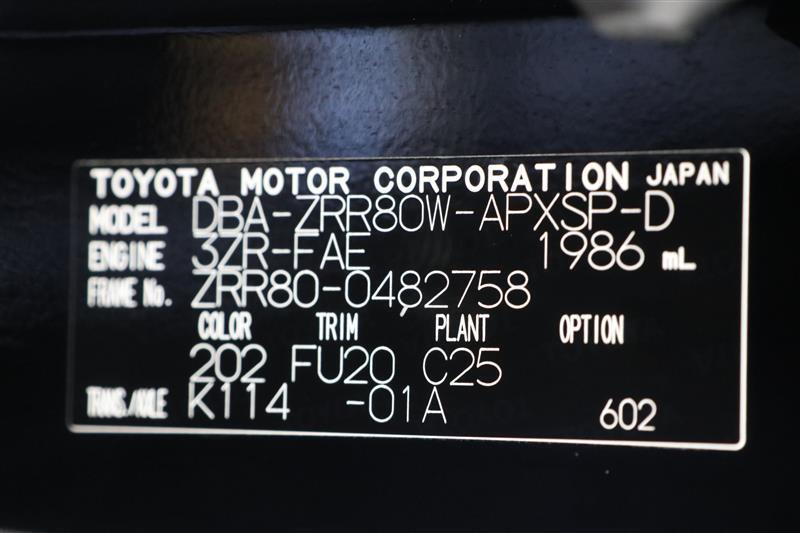 TOYOTA MOTOR CORPORATION JAPAN
MODEL DBA-ZRR80W-APXSP-D
ENGINE 3ZR-FAE 1986 mL
FRAME No. ZRR80-0482758
COLOR TRIM PLANT OPTION
202 FU20 C25
TRANS./AXLE K114 -01A 602